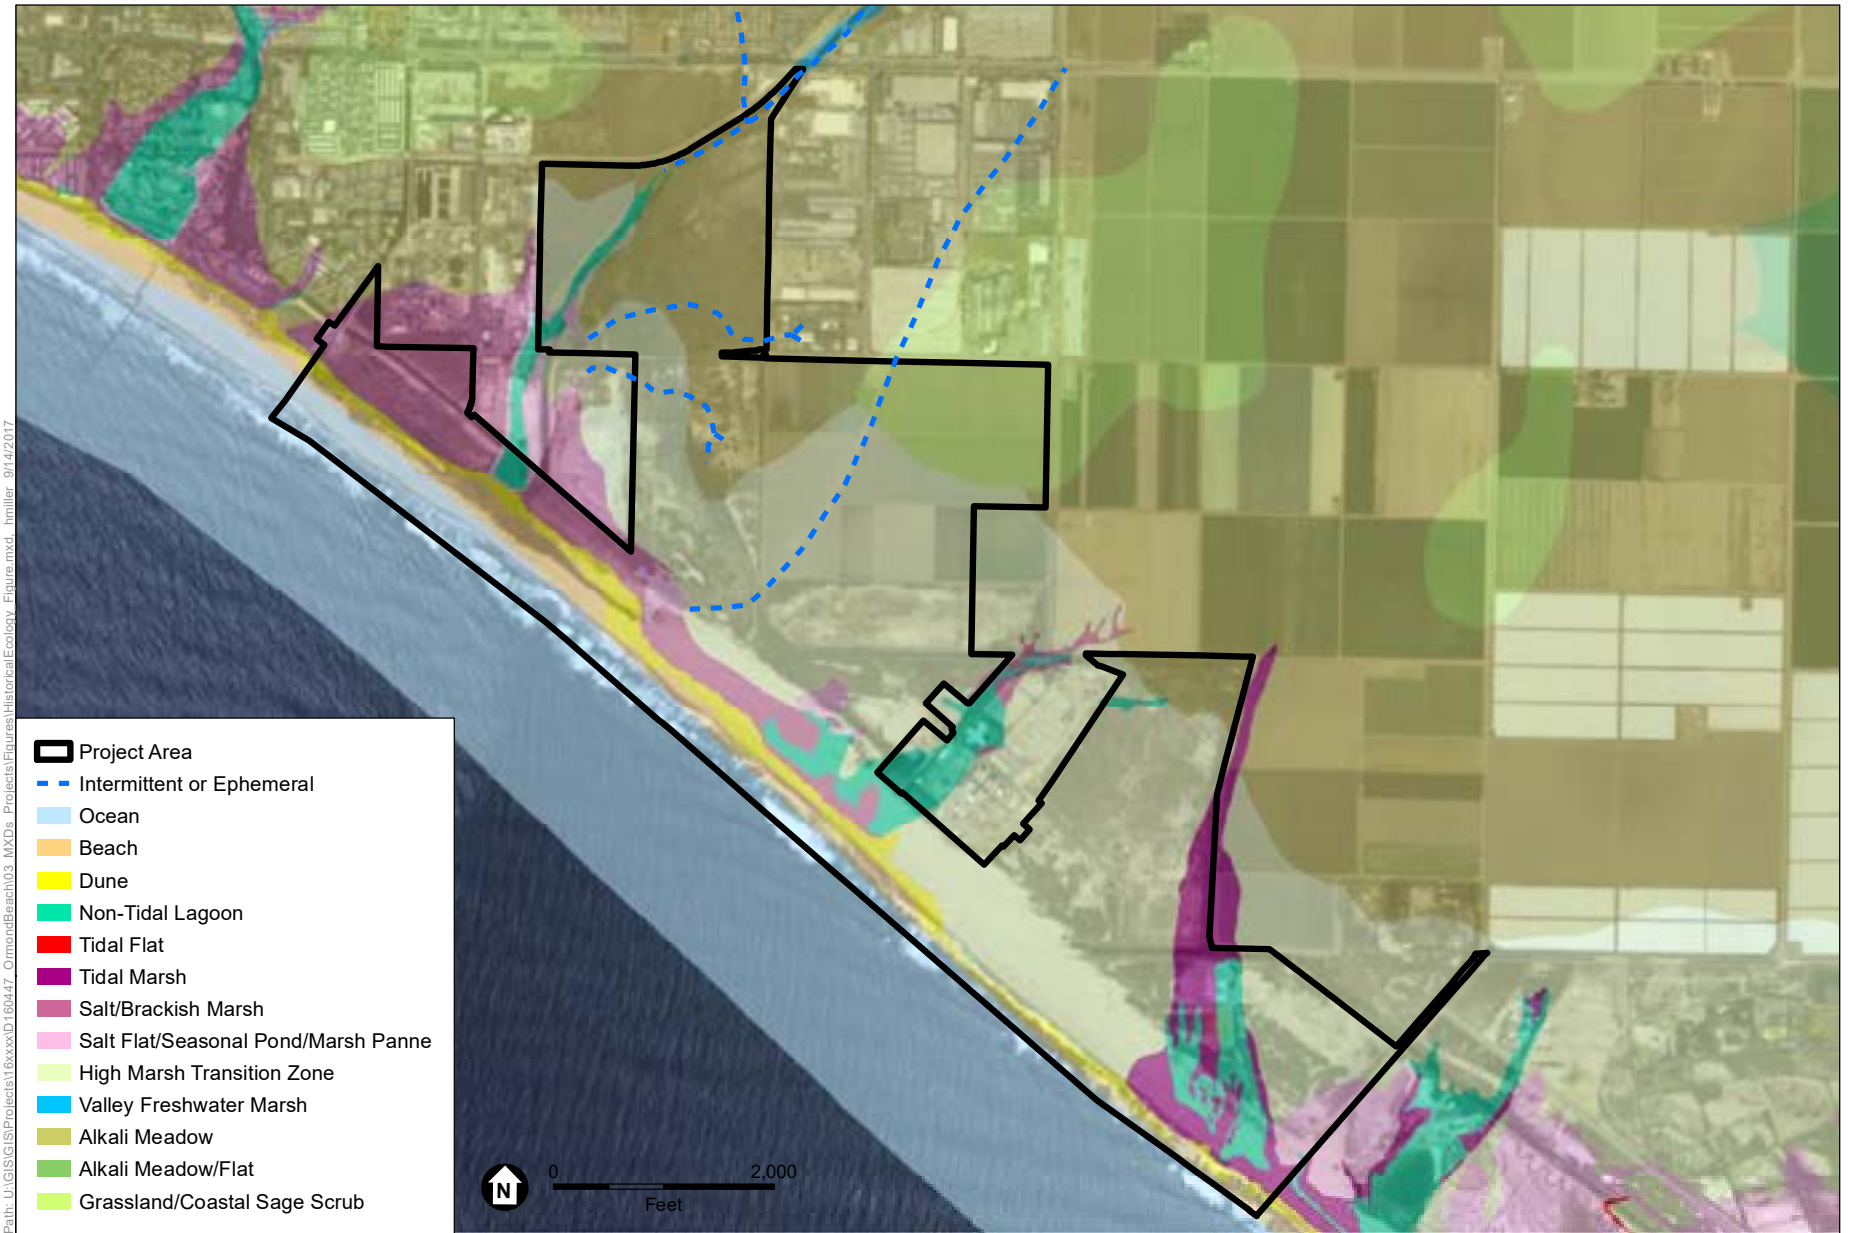 Path: U:\GIS\GIS\Projects\16xxxx\D160447_OrmondBeach\03_MXDs_Projects\Figures\HistoricalEcology_Figure.mxd, hmiller 9/14/2017
Project Area
Intermittent or Ephemeral
Ocean
Beach
Dune
Non-Tidal Lagoon
Tidal Flat
Tidal Marsh
Salt/Brackish Marsh
Salt Flat/Seasonal Pond/Marsh Panne
High Marsh Transition Zone
Valley Freshwater Marsh
Alkali Meadow
Alkali Meadow/Flat
Grassland/Coastal Sage Scrub
N
0 2,000
Feet